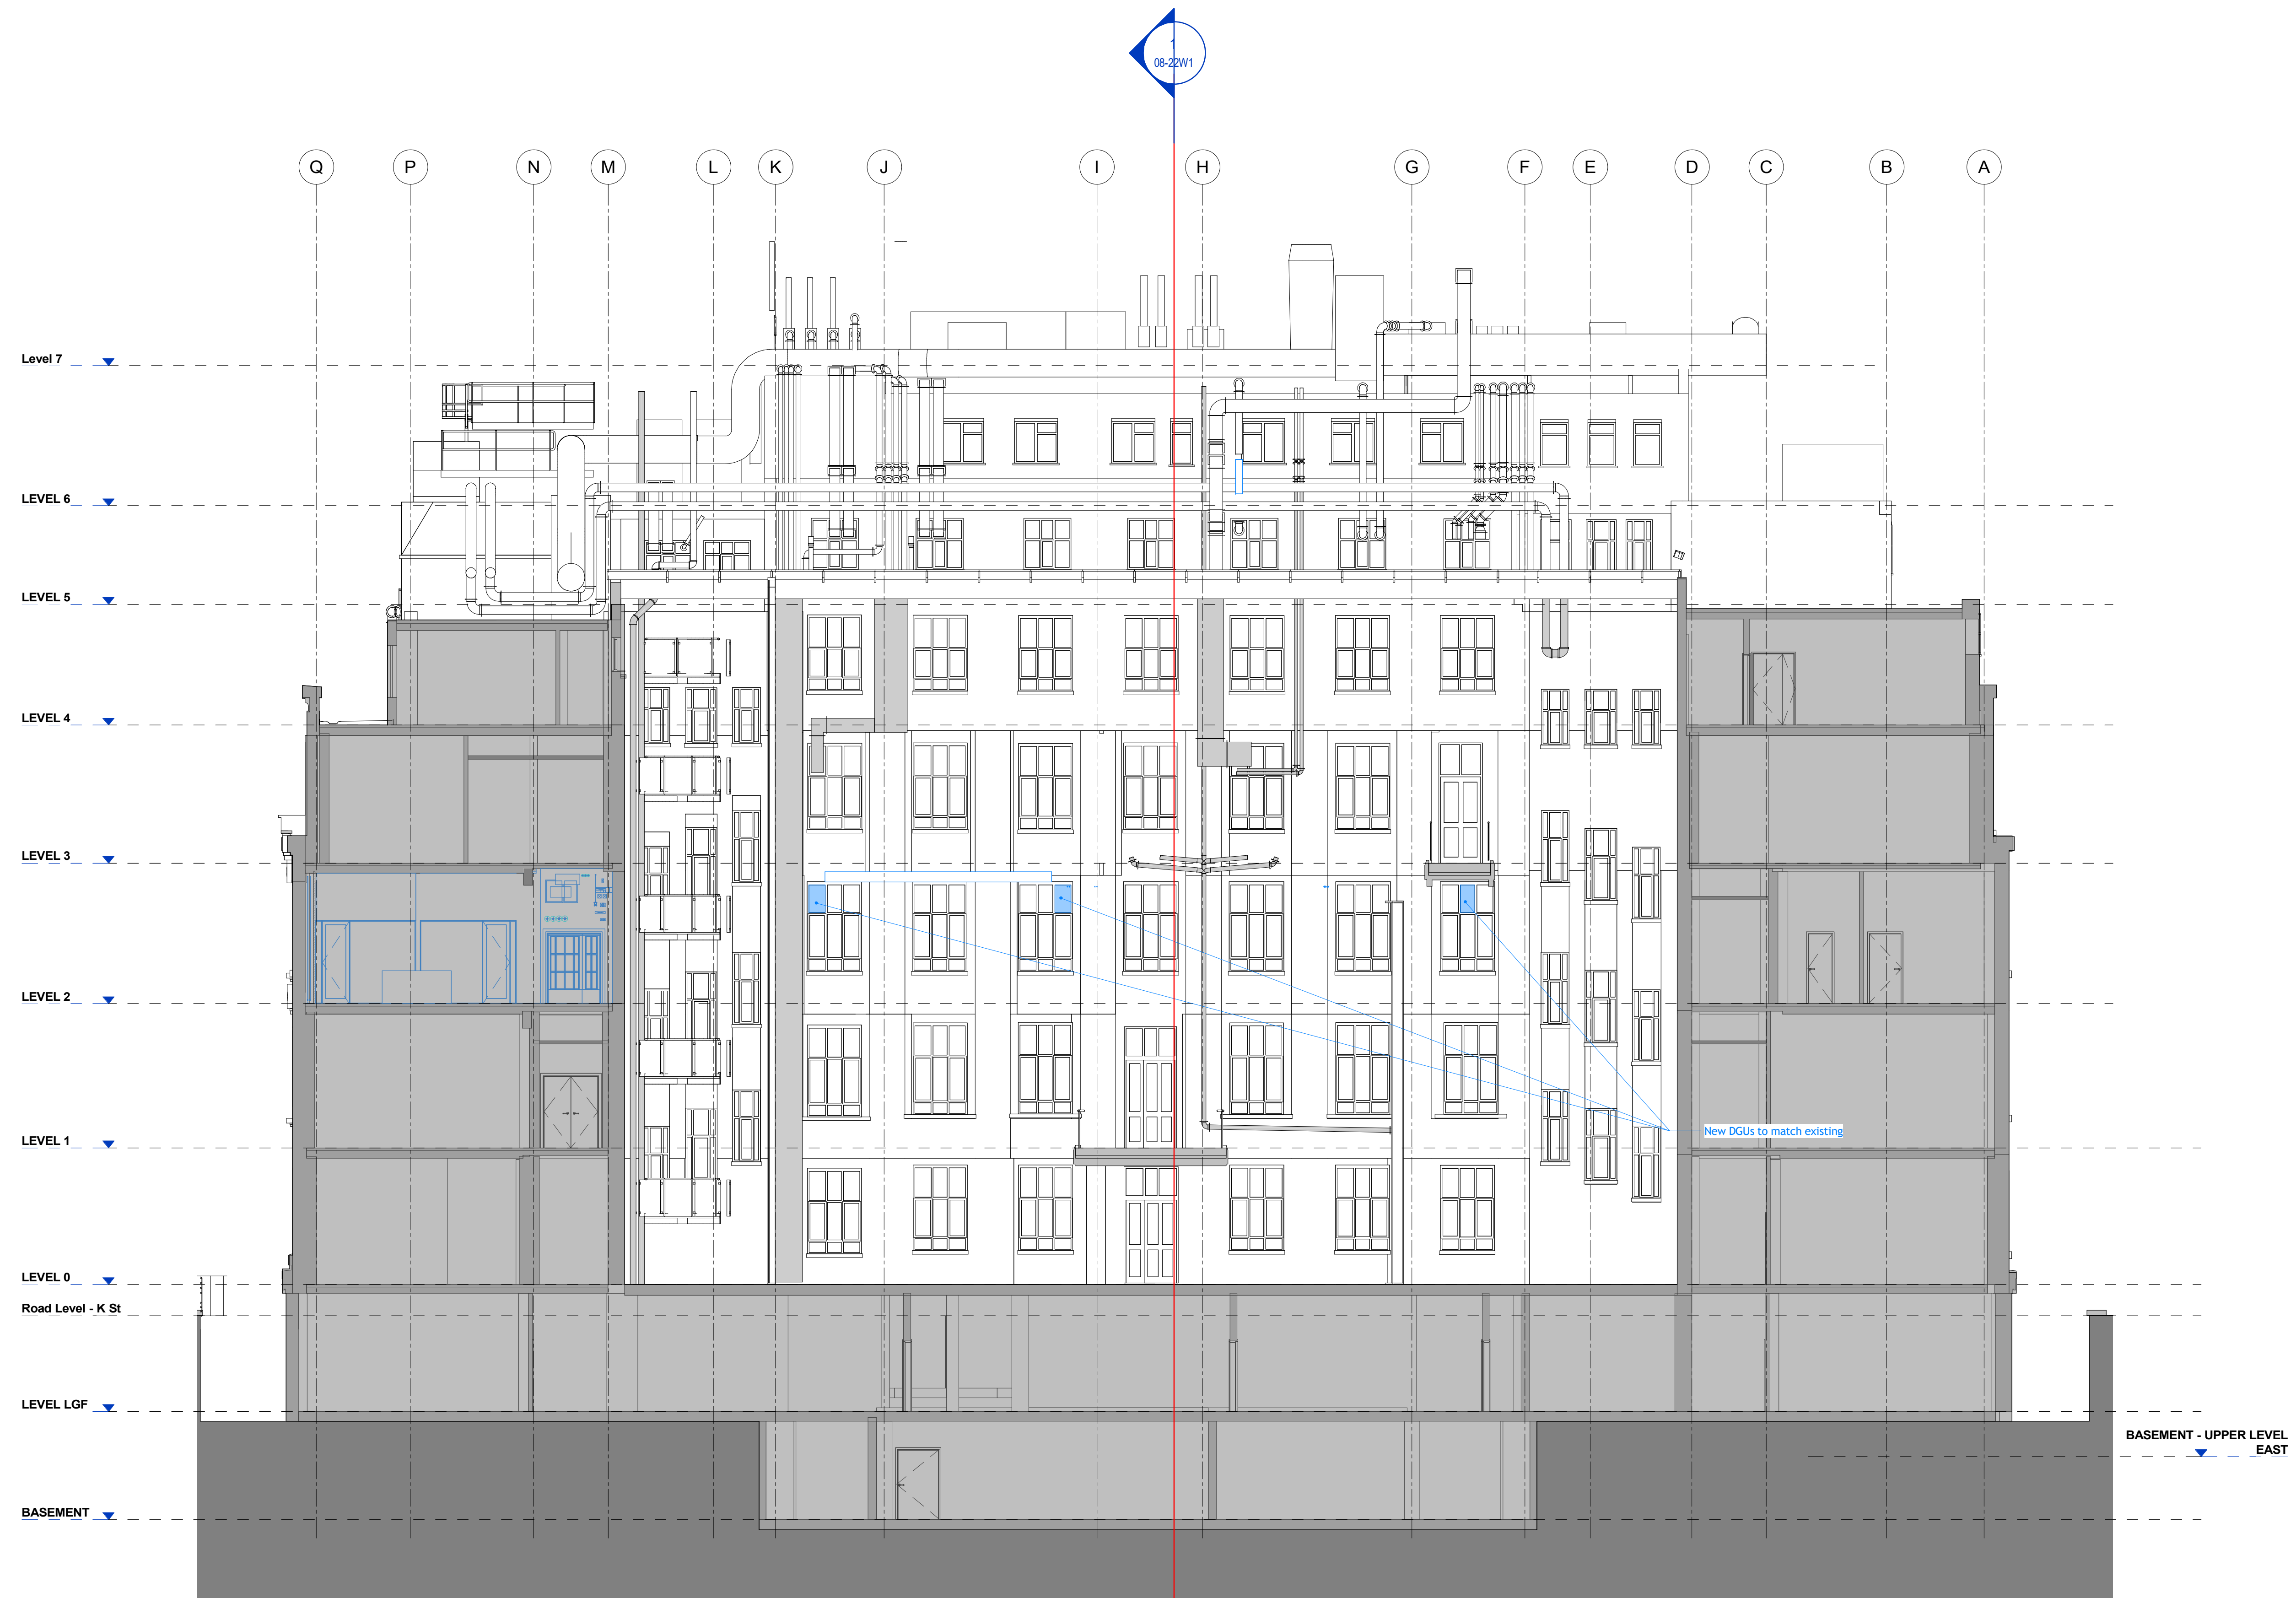 1
08-22W1
Q P N M L K J I H G F E D C B A
Level 7
LEVEL 6
LEVEL 5
LEVEL 4
LEVEL 3
LEVEL 2
LEVEL 1
New DGUs to match existing
LEVEL 0
Road Level - K St
LEVEL LGF
BASEMENT - UPPER LEVEL
EAST
BASEMENT